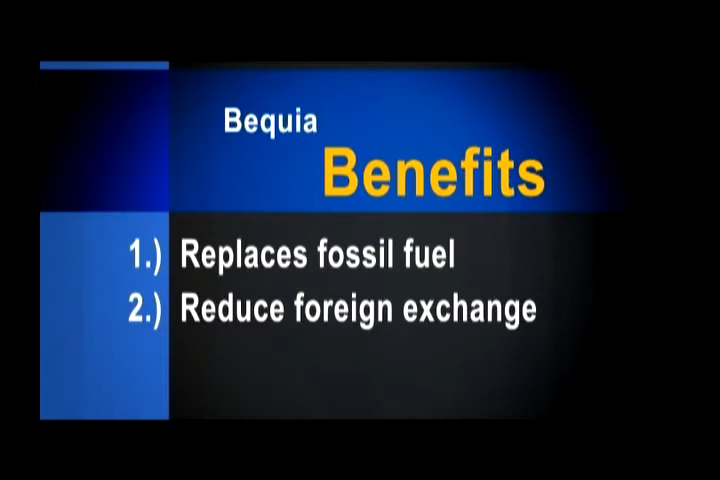 Bequia
Benefits
1.) Replaces fossil fuel
2.) Reduce foreign exchange